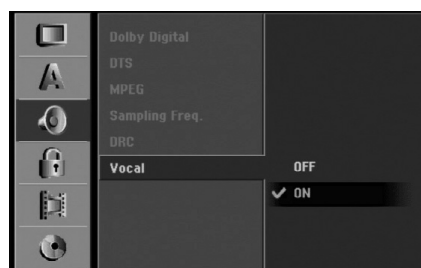 A
Dolby Digital
DTS
MPEG
Sampling Freq.
DRC
Vocal
OFF
ON